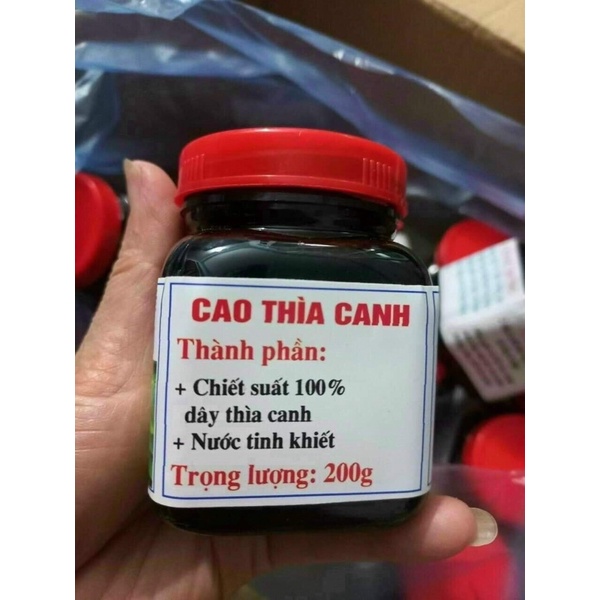 CAO THÌA CANH
Thành phần:
+ Chiết suất 100%
dây thìa canh
+ Nước tinh khiết
Trọng lượng: 200g